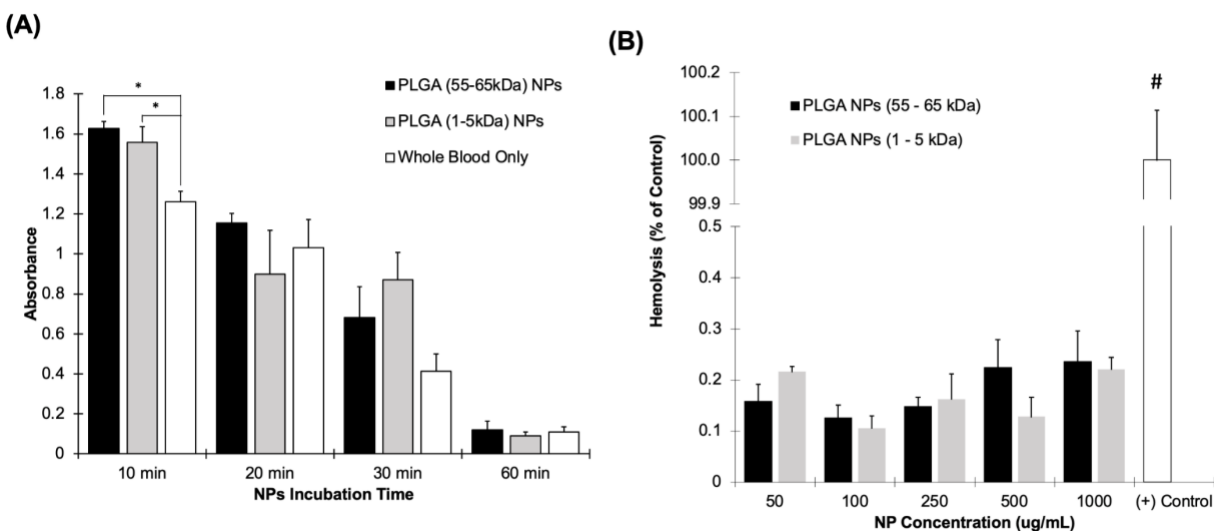 (A)
PLGA (55-65kDa) NPs
PLGA (1-5kDa) NPs
Whole Blood Only
Absorbance
1.8
1.6
1.4
1.2
1
0.8
0.6
0.4
0.2
0
*
*
10 min
20 min
30 min
60 min
NPs Incubation Time
(B)
PLGA NPs (55 - 65 kDa)
PLGA NPs (1 - 5 kDa)
Hemolysis (% of Control)
100.2
100.1
100.0
99.9
0.5
0.4
0.3
0.2
0.1
0
#
50
100
250
500
1000
(+) Control
NP Concentration (ug/mL)